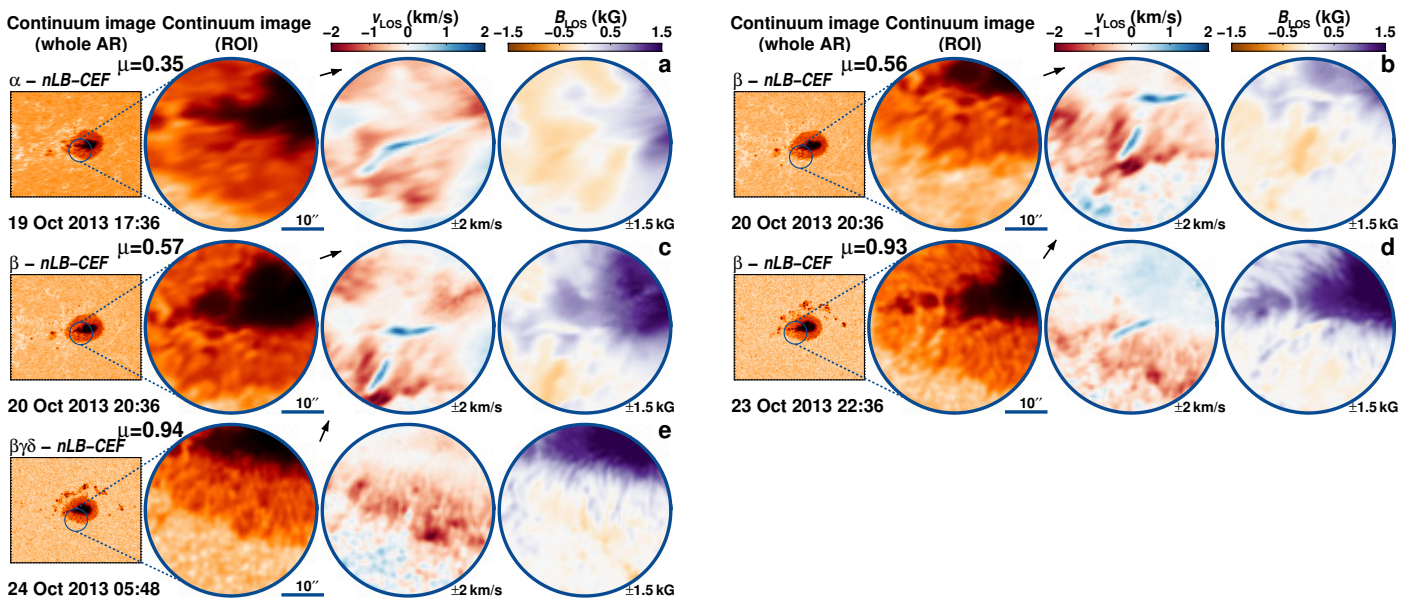 Continuum image
(whole AR)
Continuum image
(ROI)
v_LOS (km/s)
−2 −1 0 1 2
B_LOS (kG)
−1.5 −0.5 0.5 1.5
Continuum image
(whole AR)
Continuum image
(ROI)
v_LOS (km/s)
−2 −1 0 1 2
B_LOS (kG)
−1.5 −0.5 0.5 1.5
α − nLB−CEF
μ=0.35
a
19 Oct 2013 17:36
10′′
±2 km/s
±1.5 kG
β − nLB−CEF
μ=0.56
b
20 Oct 2013 20:36
10′′
±2 km/s
±1.5 kG
β − nLB−CEF
μ=0.57
c
20 Oct 2013 20:36
10′′
±2 km/s
±1.5 kG
β − nLB−CEF
μ=0.93
d
23 Oct 2013 22:36
10′′
±2 km/s
±1.5 kG
βγδ − nLB−CEF
μ=0.94
e
24 Oct 2013 05:48
10′′
±2 km/s
±1.5 kG